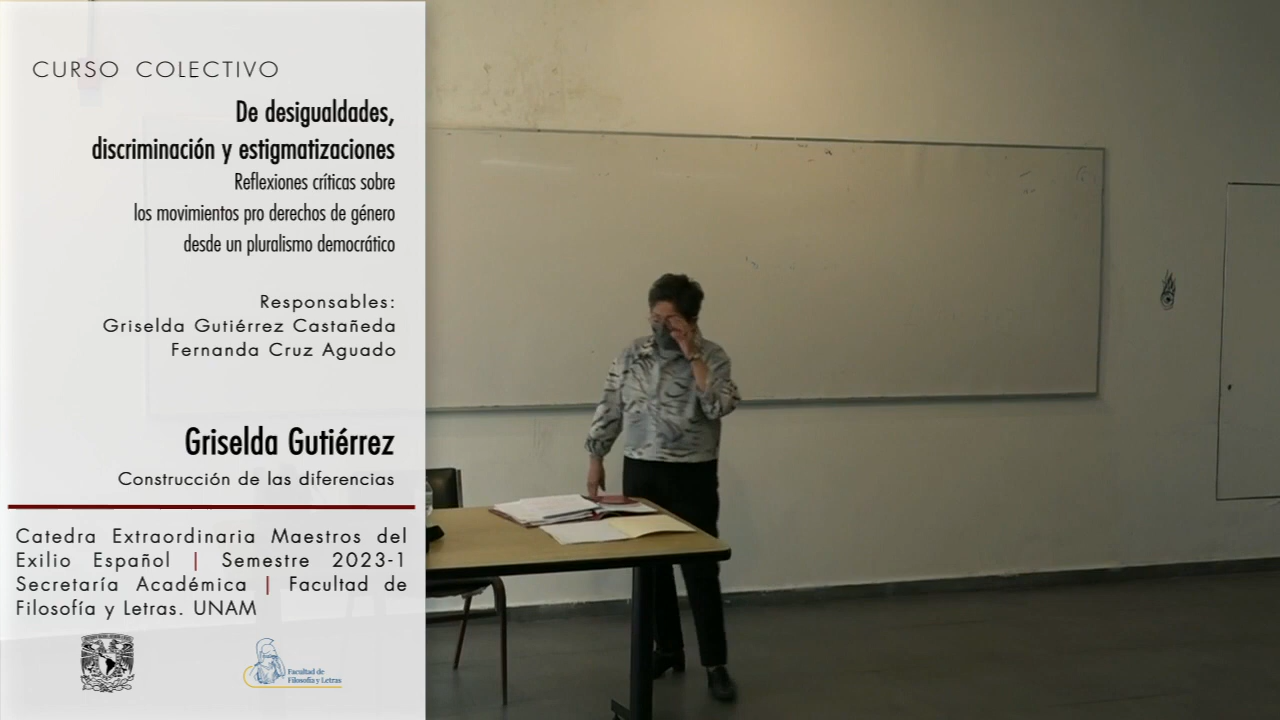 CURSO COLECTIVO
De desigualdades,
discriminación y estigmatizaciones
Reflexiones críticas sobre
los movimientos pro derechos de género
desde un pluralismo democrático
Responsables:
Griselda Gutiérrez Castañeda
Fernanda Cruz Aguado
Griselda Gutiérrez
Construcción de las diferencias
Catedra Extraordinaria Maestros del
Exilio Español | Semestre 2023-1
Secretaría Académica | Facultad de
Filosofía y Letras. UNAM
Facultad de
Filosofía y Letras